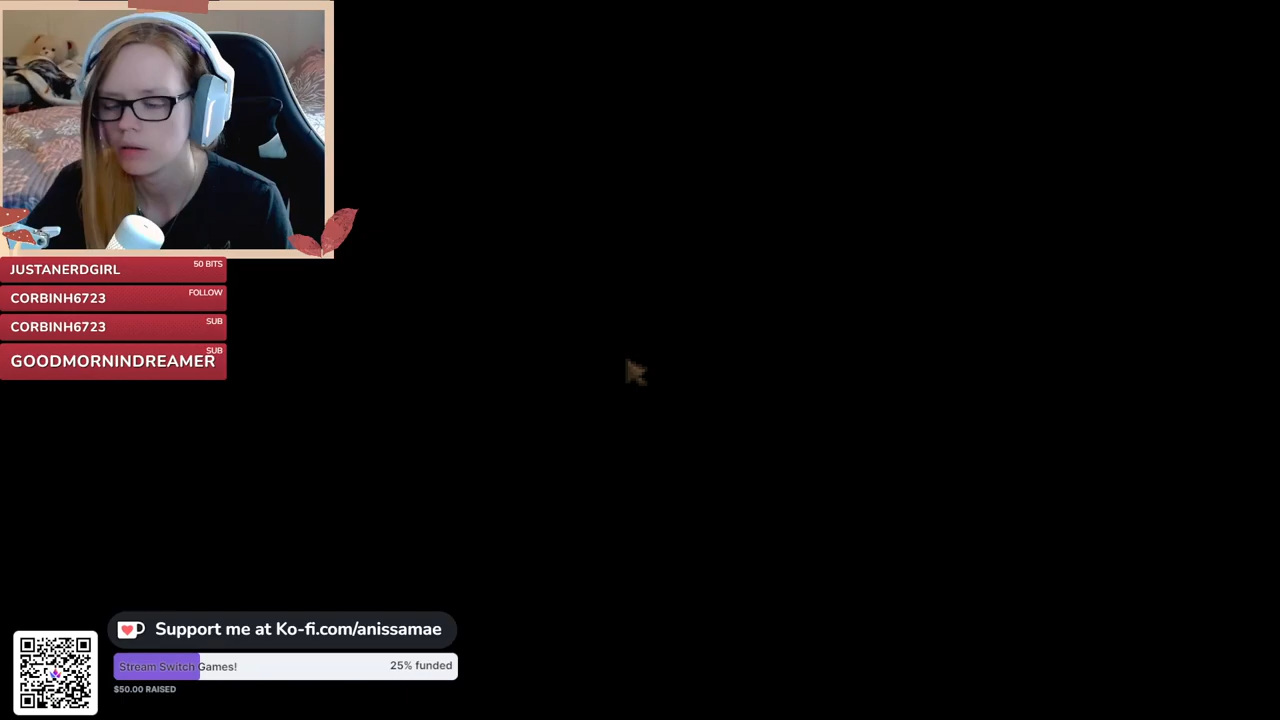 JUSTANERDGIRL 50 BITS
CORBINH6723 FOLLOW
CORBINH6723 SUB
GOODMORNINDREAMER SUB
Support me at Ko-fi.com/anissamae
Stream Switch Games! 25% funded
$50.00 RAISED